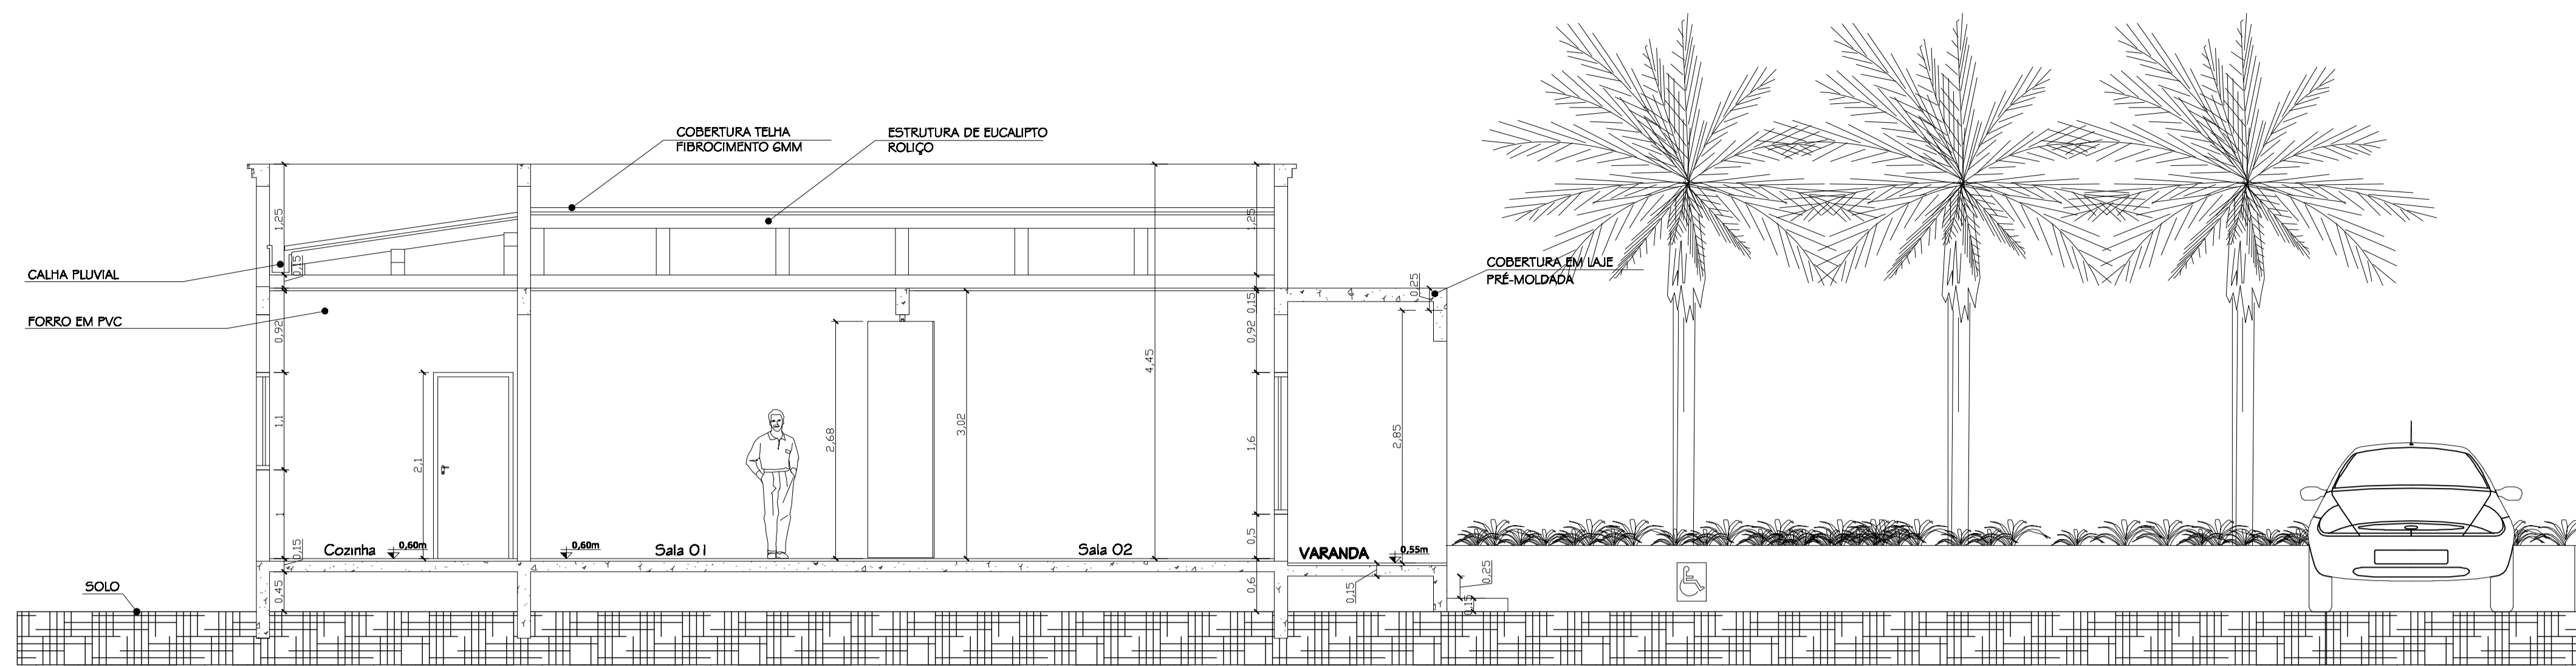 COBERTURA TELHA
FIBROCIMENTO 6MM
ESTRUTURA DE EUCALIPTO
ROLIÇO
CALHA PLUVIAL
FORRO EM PVC
COBERTURA EM LAJE
PRÉ-MOLDADA
1,25
0,15
0,92
1,1
1
0,15
0,45
2,1
2,68
3,02
4,45
1,25
0,15
0,92
1,6
0,5
0,6
0,25
2,85
0,15
0,25
0,15
Cozinha
0,60m
0,60m
Sala 01
Sala 02
VARANDA
0,55m
SOLO